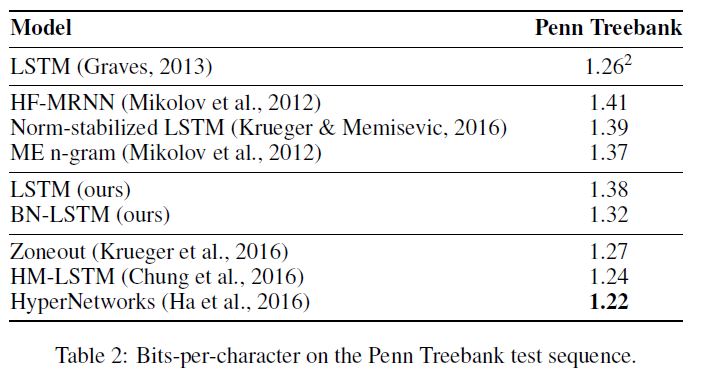 Model Penn Treebank
LSTM (Graves, 2013) 1.26²
HF-MRNN (Mikolov et al., 2012) 1.41
Norm-stabilized LSTM (Krueger & Memisevic, 2016) 1.39
ME n-gram (Mikolov et al., 2012) 1.37
LSTM (ours) 1.38
BN-LSTM (ours) 1.32
Zoneout (Krueger et al., 2016) 1.27
HM-LSTM (Chung et al., 2016) 1.24
HyperNetworks (Ha et al., 2016) 1.22
Table 2: Bits-per-character on the Penn Treebank test sequence.